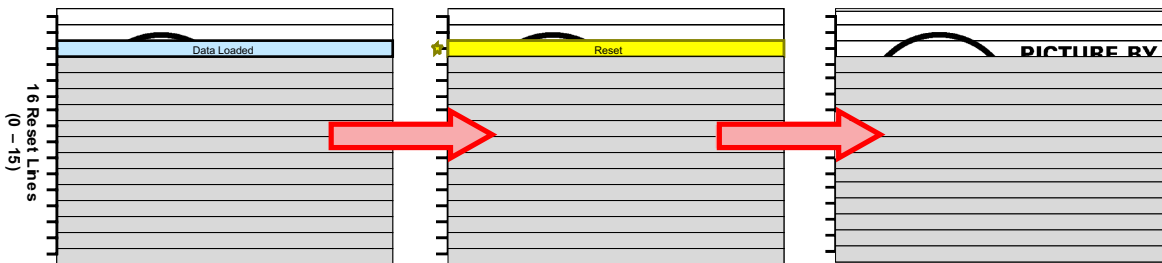 16 Reset Lines
(0 – 15)
Data Loaded
Reset
PICTURE BY